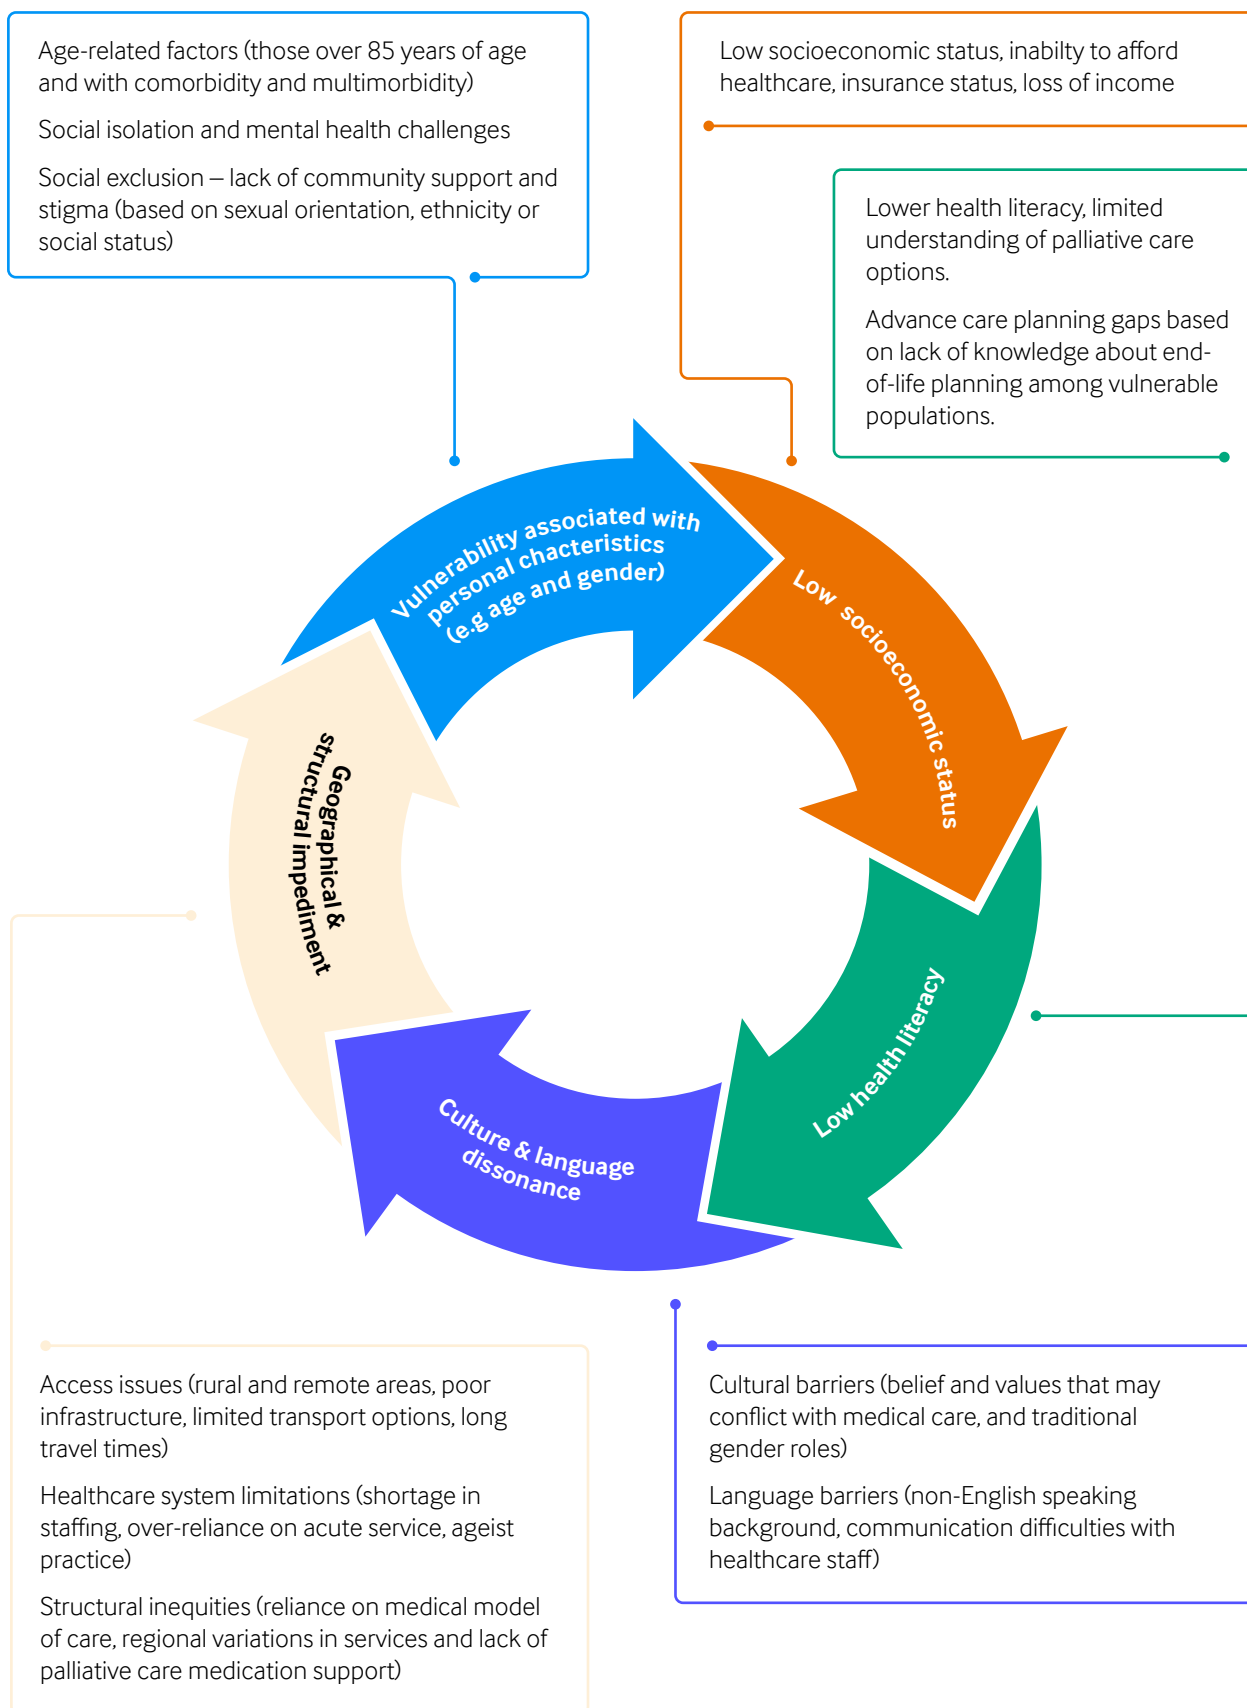 Age-related factors (those over 85 years of age
and with comorbidity and multimorbidity)
Social isolation and mental health challenges
Social exclusion – lack of community support and
stigma (based on sexual orientation, ethnicity or
social status)
Low socioeconomic status, inabilty to afford
healthcare, insurance status, loss of income
Lower health literacy, limited
understanding of palliative care
options.
Advance care planning gaps based
on lack of knowledge about end-
of-life planning among vulnerable
populations.
Vulnerability associated with
personal chacteristics
(e.g age and gender)
Low socioeconomic status
Low health literacy
Culture & language
dissonance
Geographical &
structural impediment
Access issues (rural and remote areas, poor
infrastructure, limited transport options, long
travel times)
Healthcare system limitations (shortage in
staffing, over-reliance on acute service, ageist
practice)
Structural inequities (reliance on medical model
of care, regional variations in services and lack of
palliative care medication support)
Cultural barriers (belief and values that may
conflict with medical care, and traditional
gender roles)
Language barriers (non-English speaking
background, communication difficulties with
healthcare staff)